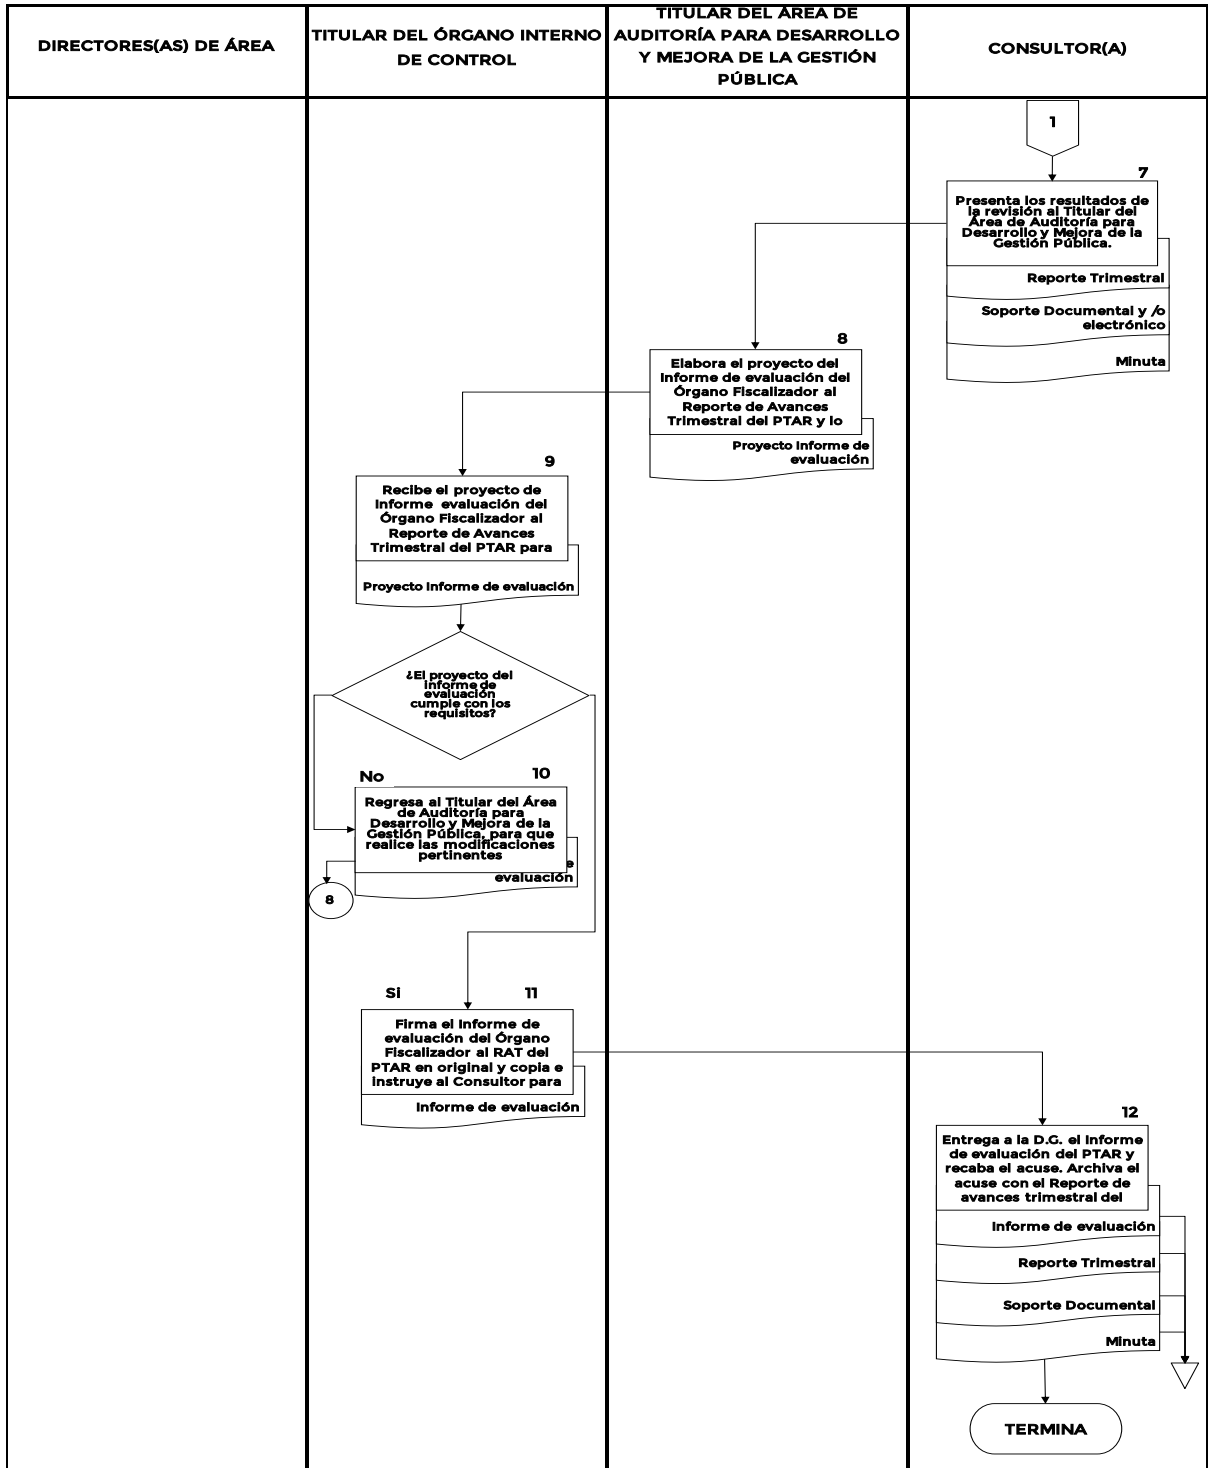 DIRECTORES(AS) DE ÁREA
TITULAR DEL ÓRGANO INTERNO
DE CONTROL
TITULAR DEL ÁREA DE
AUDITORÍA PARA DESARROLLO
Y MEJORA DE LA GESTIÓN
PÚBLICA
CONSULTOR(A)
1
7
Presenta los resultados de
la revisión al Titular del
Área de Auditoría para
Desarrollo y Mejora de la
Gestión Pública.
Reporte Trimestral
Soporte Documental y /o
electrónico
Minuta
8
Elabora el proyecto del
Informe de evaluación del
Órgano Fiscalizador al
Reporte de Avances
Trimestral del PTAR y lo
Proyecto Informe de
evaluación
9
Recibe el proyecto de
Informe evaluación del
Órgano Fiscalizador al
Reporte de Avances
Trimestral del PTAR para
Proyecto Informe de evaluación
¿El proyecto del
informe de
evaluación
cumple con los
requisitos?
No
10
Regresa al Titular del Área
de Auditoría para
Desarrollo y Mejora de la
Gestión Pública, para que
realice las modificaciones
pertinentes
e
evaluación
8
Si
11
Firma el Informe de
evaluación del Órgano
Fiscalizador al RAT del
PTAR en original y copia e
instruye al Consultor para
Informe de evaluación
12
Entrega a la D.G. el Informe
de evaluación del PTAR y
recaba el acuse. Archiva el
acuse con el Reporte de
avances trimestral del
Informe de evaluación
Reporte Trimestral
Soporte Documental
Minuta
TERMINA